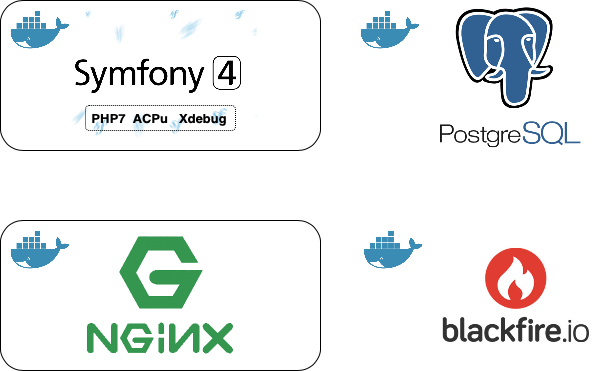 Symfony 4
PHP7 ACPu Xdebug
PostgreSQL
NGiNX
blackfire.io